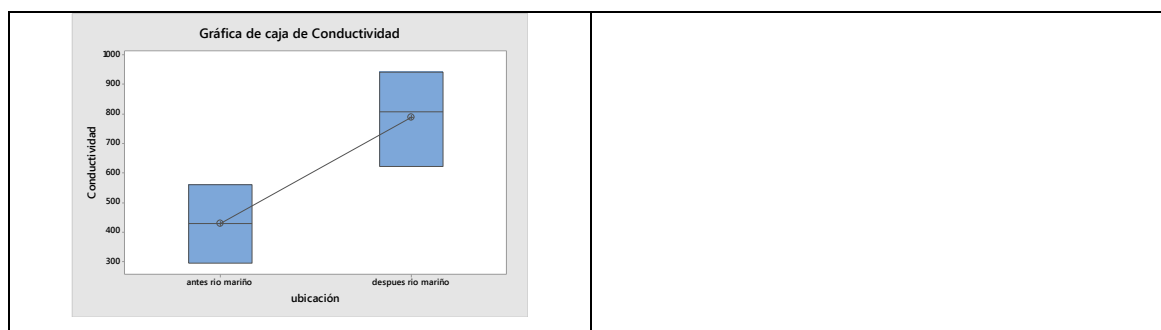 Gráfica de caja de Conductividad
1000
900
800
700
600
500
400
300
Conductividad
antes rio mariño
despues rio mariño
ubicación